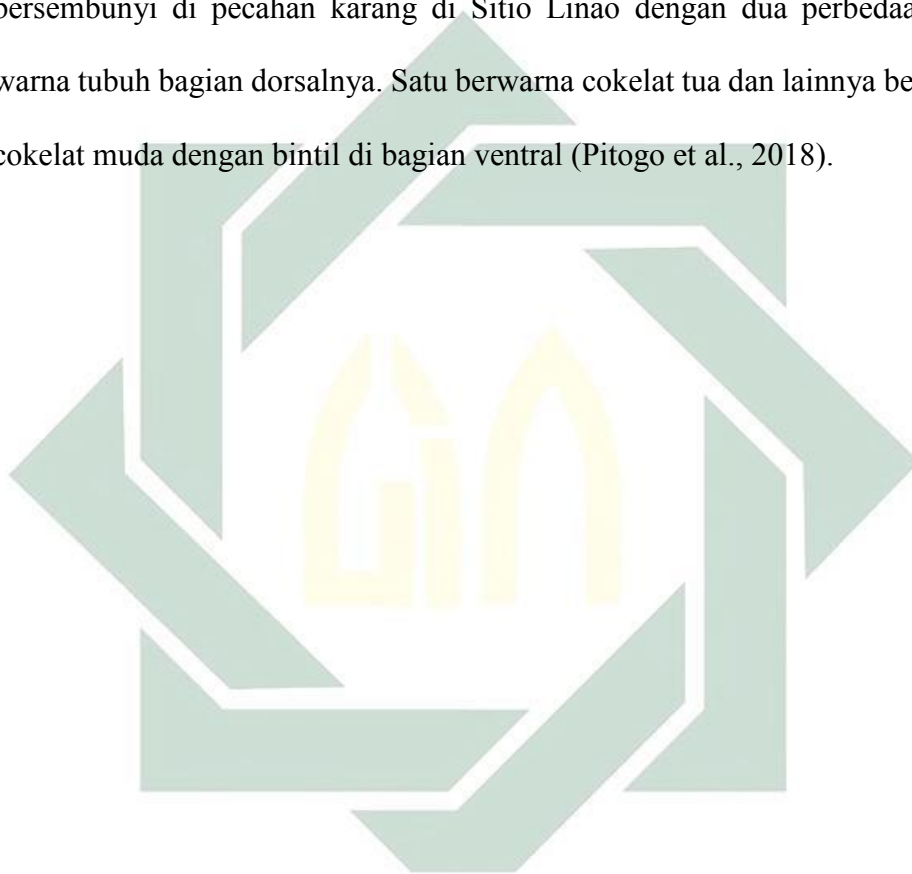 bersembunyi di pecahan karang di Sitio Linao dengan dua perbedaa
warna tubuh bagian dorsalnya. Satu berwarna cokelat tua dan lainnya be
cokelat muda dengan bintil di bagian ventral (Pitogo et al., 2018).